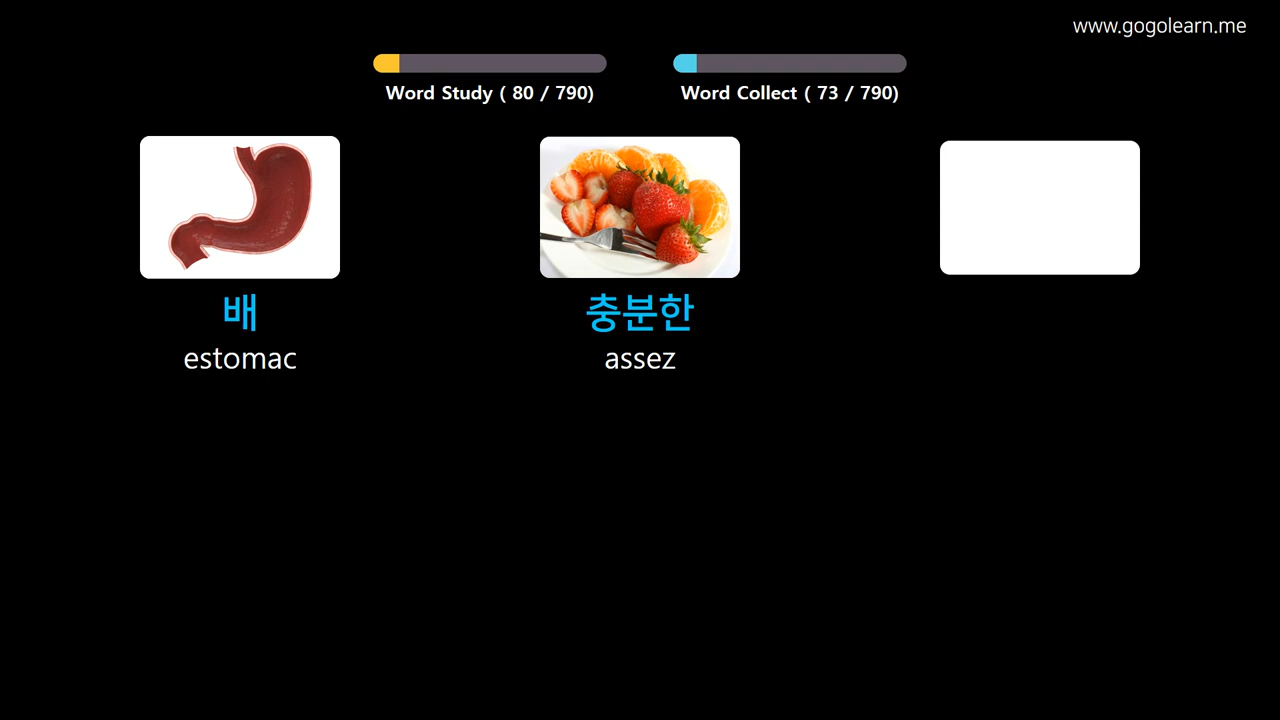 www.gogolearn.me
Word Study ( 80 / 790)
Word Collect ( 73 / 790)
배
estomac
충분한
assez